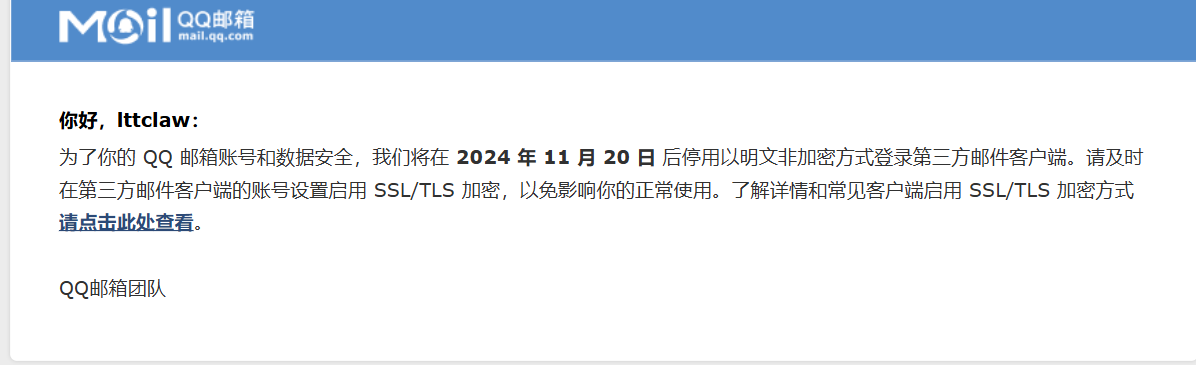 Mail QQ邮箱
mail.qq.com
你好，lttclaw：
为了你的 QQ 邮箱账号和数据安全，我们将在 2024 年 11 月 20 日 后停用以明文非加密方式登录第三方邮件客户端。请及时
在第三方邮件客户端的账号设置启用 SSL/TLS 加密，以免影响你的正常使用。了解详情和常见客户端启用 SSL/TLS 加密方式
请点击此处查看。
QQ邮箱团队